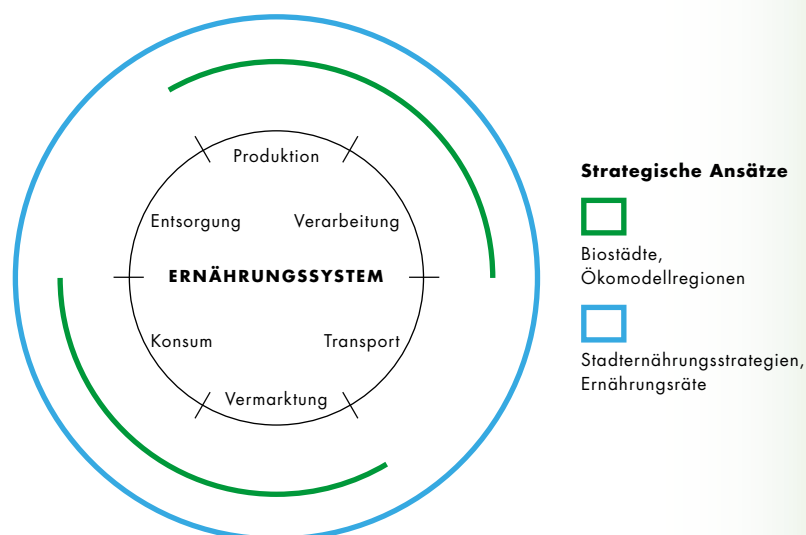 Produktion
Entsorgung
Verarbeitung
ERNÄHRUNGSSYSTEM
Konsum
Transport
Vermarktung
Strategische Ansätze
Biostädte,
Ökomodellregionen
Stadternährungsstrategien,
Ernährungsräte